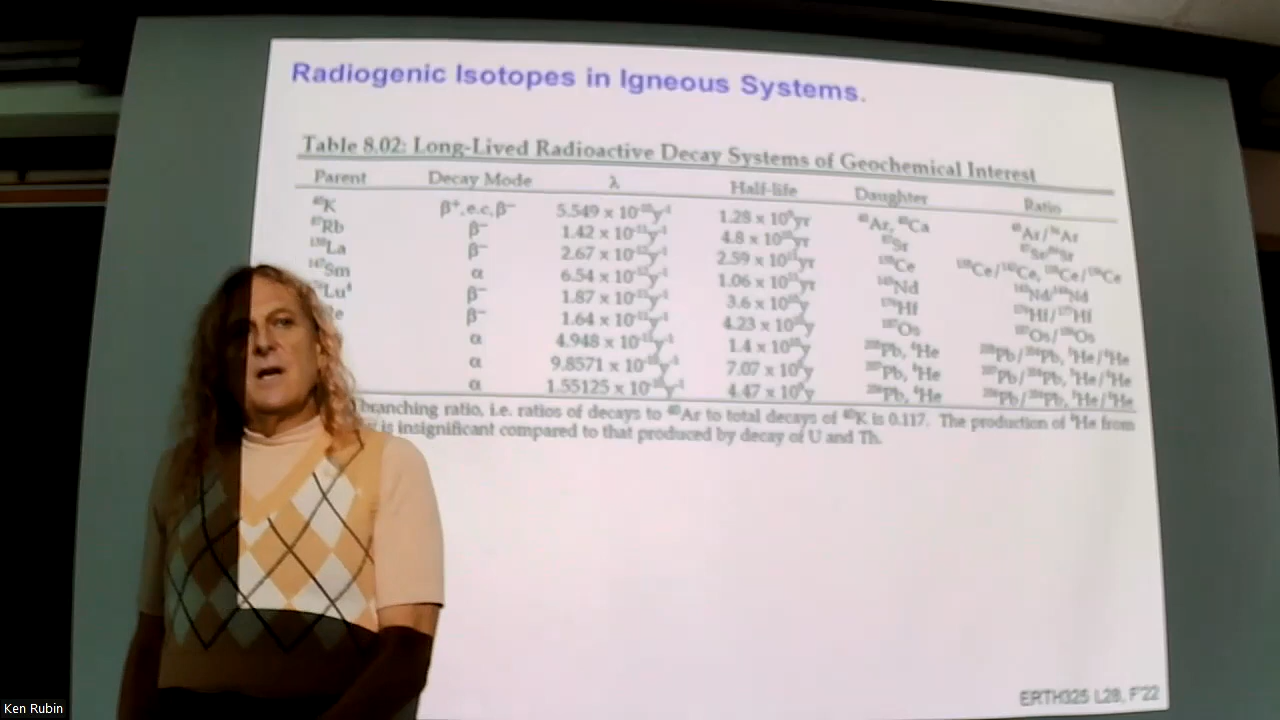 Radiogenic Isotopes in Igneous Systems.
Table 8.02: Long-Lived Radioactive Decay Systems of Geochemical Interest
Parent Decay Mode λ Half-life Daughter Ratio
⁴⁰K β⁺,e.c,β⁻ 5.549 x 10⁻¹⁰y⁻¹ 1.28 x 10⁹yr ⁴⁰Ar, ⁴⁰Ca ⁴⁰Ar/³⁶Ar
⁸⁷Rb β⁻ 1.42 x 10⁻¹¹y⁻¹ 4.8 x 10¹⁰yr ⁸⁷Sr ⁸⁷Sr/⁸⁶Sr
¹³⁸La β⁻ 2.67 x 10⁻¹²y⁻¹ 2.59 x 10¹¹yr ¹³⁸Ce ¹³⁸Ce/¹⁴²Ce, ¹³⁸Ce/¹³⁶Ce
¹⁴⁷Sm α 6.54 x 10⁻¹²y⁻¹ 1.06 x 10¹¹yr ¹⁴³Nd ¹⁴³Nd/¹⁴⁴Nd
Lu β⁻ 1.87 x 10⁻¹¹y⁻¹ 3.6 x 10¹⁰y ¹⁷⁶Hf ¹⁷⁶Hf/¹⁷⁷Hf
β⁻ 1.64 x 10⁻¹¹y⁻¹ 4.23 x 10¹⁰y ¹⁸⁷Os ¹⁸⁷Os/¹⁸⁸Os
α 4.948 x 10⁻¹¹y⁻¹ 1.4 x 10¹⁰y ²⁰⁸Pb, ⁴He ²⁰⁸Pb/²⁰⁴Pb, ³He/⁴He
α 9.8571 x 10⁻¹⁰y⁻¹ 7.07 x 10⁸y ²⁰⁷Pb, ⁴He ²⁰⁷Pb/²⁰⁴Pb, ³He/⁴He
α 1.55125 x 10⁻¹⁰y⁻¹ 4.47 x 10⁹y ²⁰⁶Pb, ⁴He ²⁰⁶Pb/²⁰⁴Pb, ³He/⁴He
branching ratio, i.e. ratios of decays to ⁴⁰Ar to total decays of ⁴⁰K is 0.117. The production of ⁴He from
is insignificant compared to that produced by decay of U and Th.
ERTH325 L28, F'22
Ken Rubin